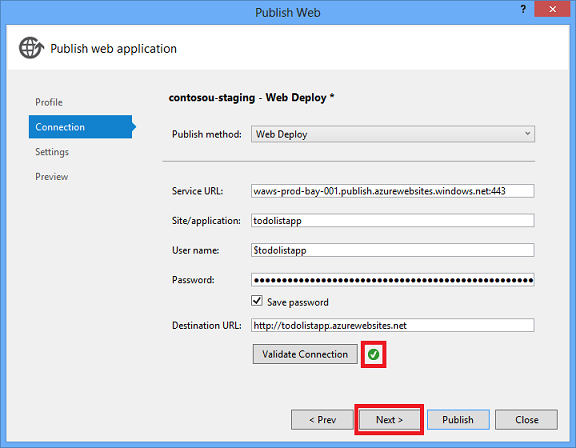 Publish Web
? ×
Publish web application
Profile
Connection
Settings
Preview
contosou-staging - Web Deploy *
Publish method: Web Deploy
Service URL: waws-prod-bay-001.publish.azurewebsites.windows.net:443
Site/application: todolistapp
User name: $todolistapp
Password: ●●●●●●●●●●●●●●●●●●●●●●●●●●●●●●●●●●●●●●●●●●●●
Save password
Destination URL: http://todolistapp.azurewebsites.net
Validate Connection
< Prev Next > Publish Close